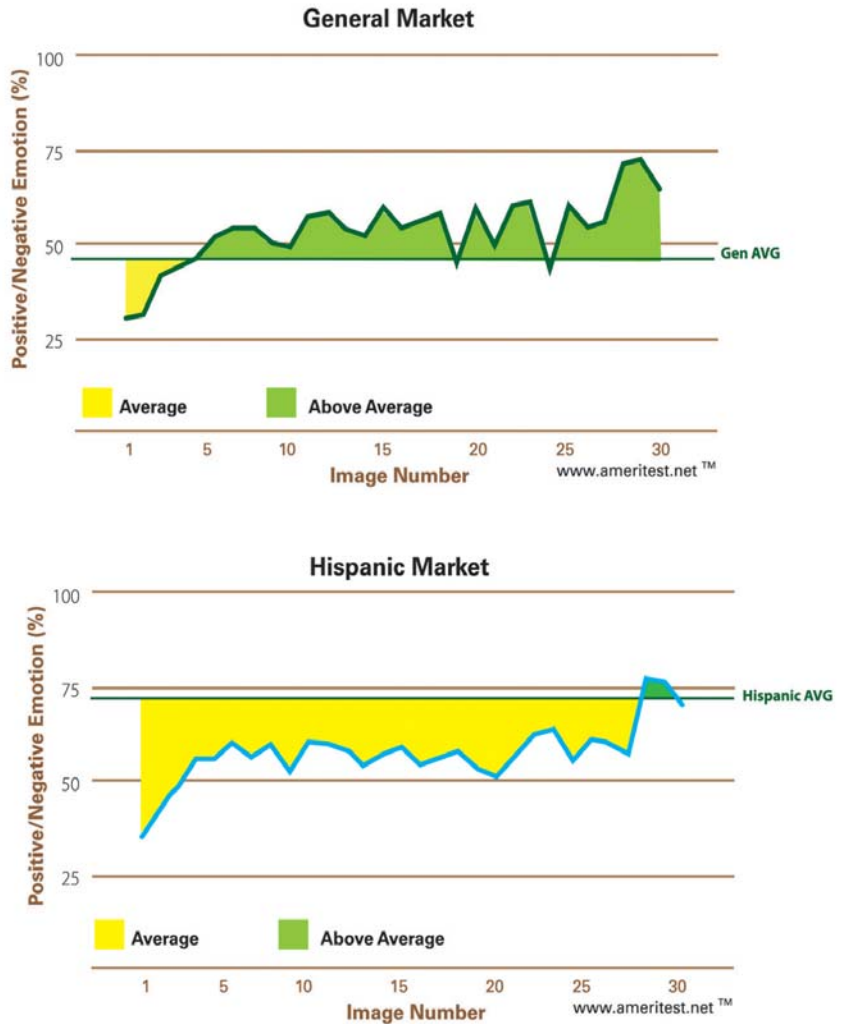 General Market
Positive/Negative Emotion (%)
100
75
50
25
Gen AVG
Average
Above Average
1 5 10 15 20 25 30
Image Number
www.ameritest.net ™
Hispanic Market
Positive/Negative Emotion (%)
100
75
50
25
Hispanic AVG
Average
Above Average
1 5 10 15 20 25 30
Image Number
www.ameritest.net ™